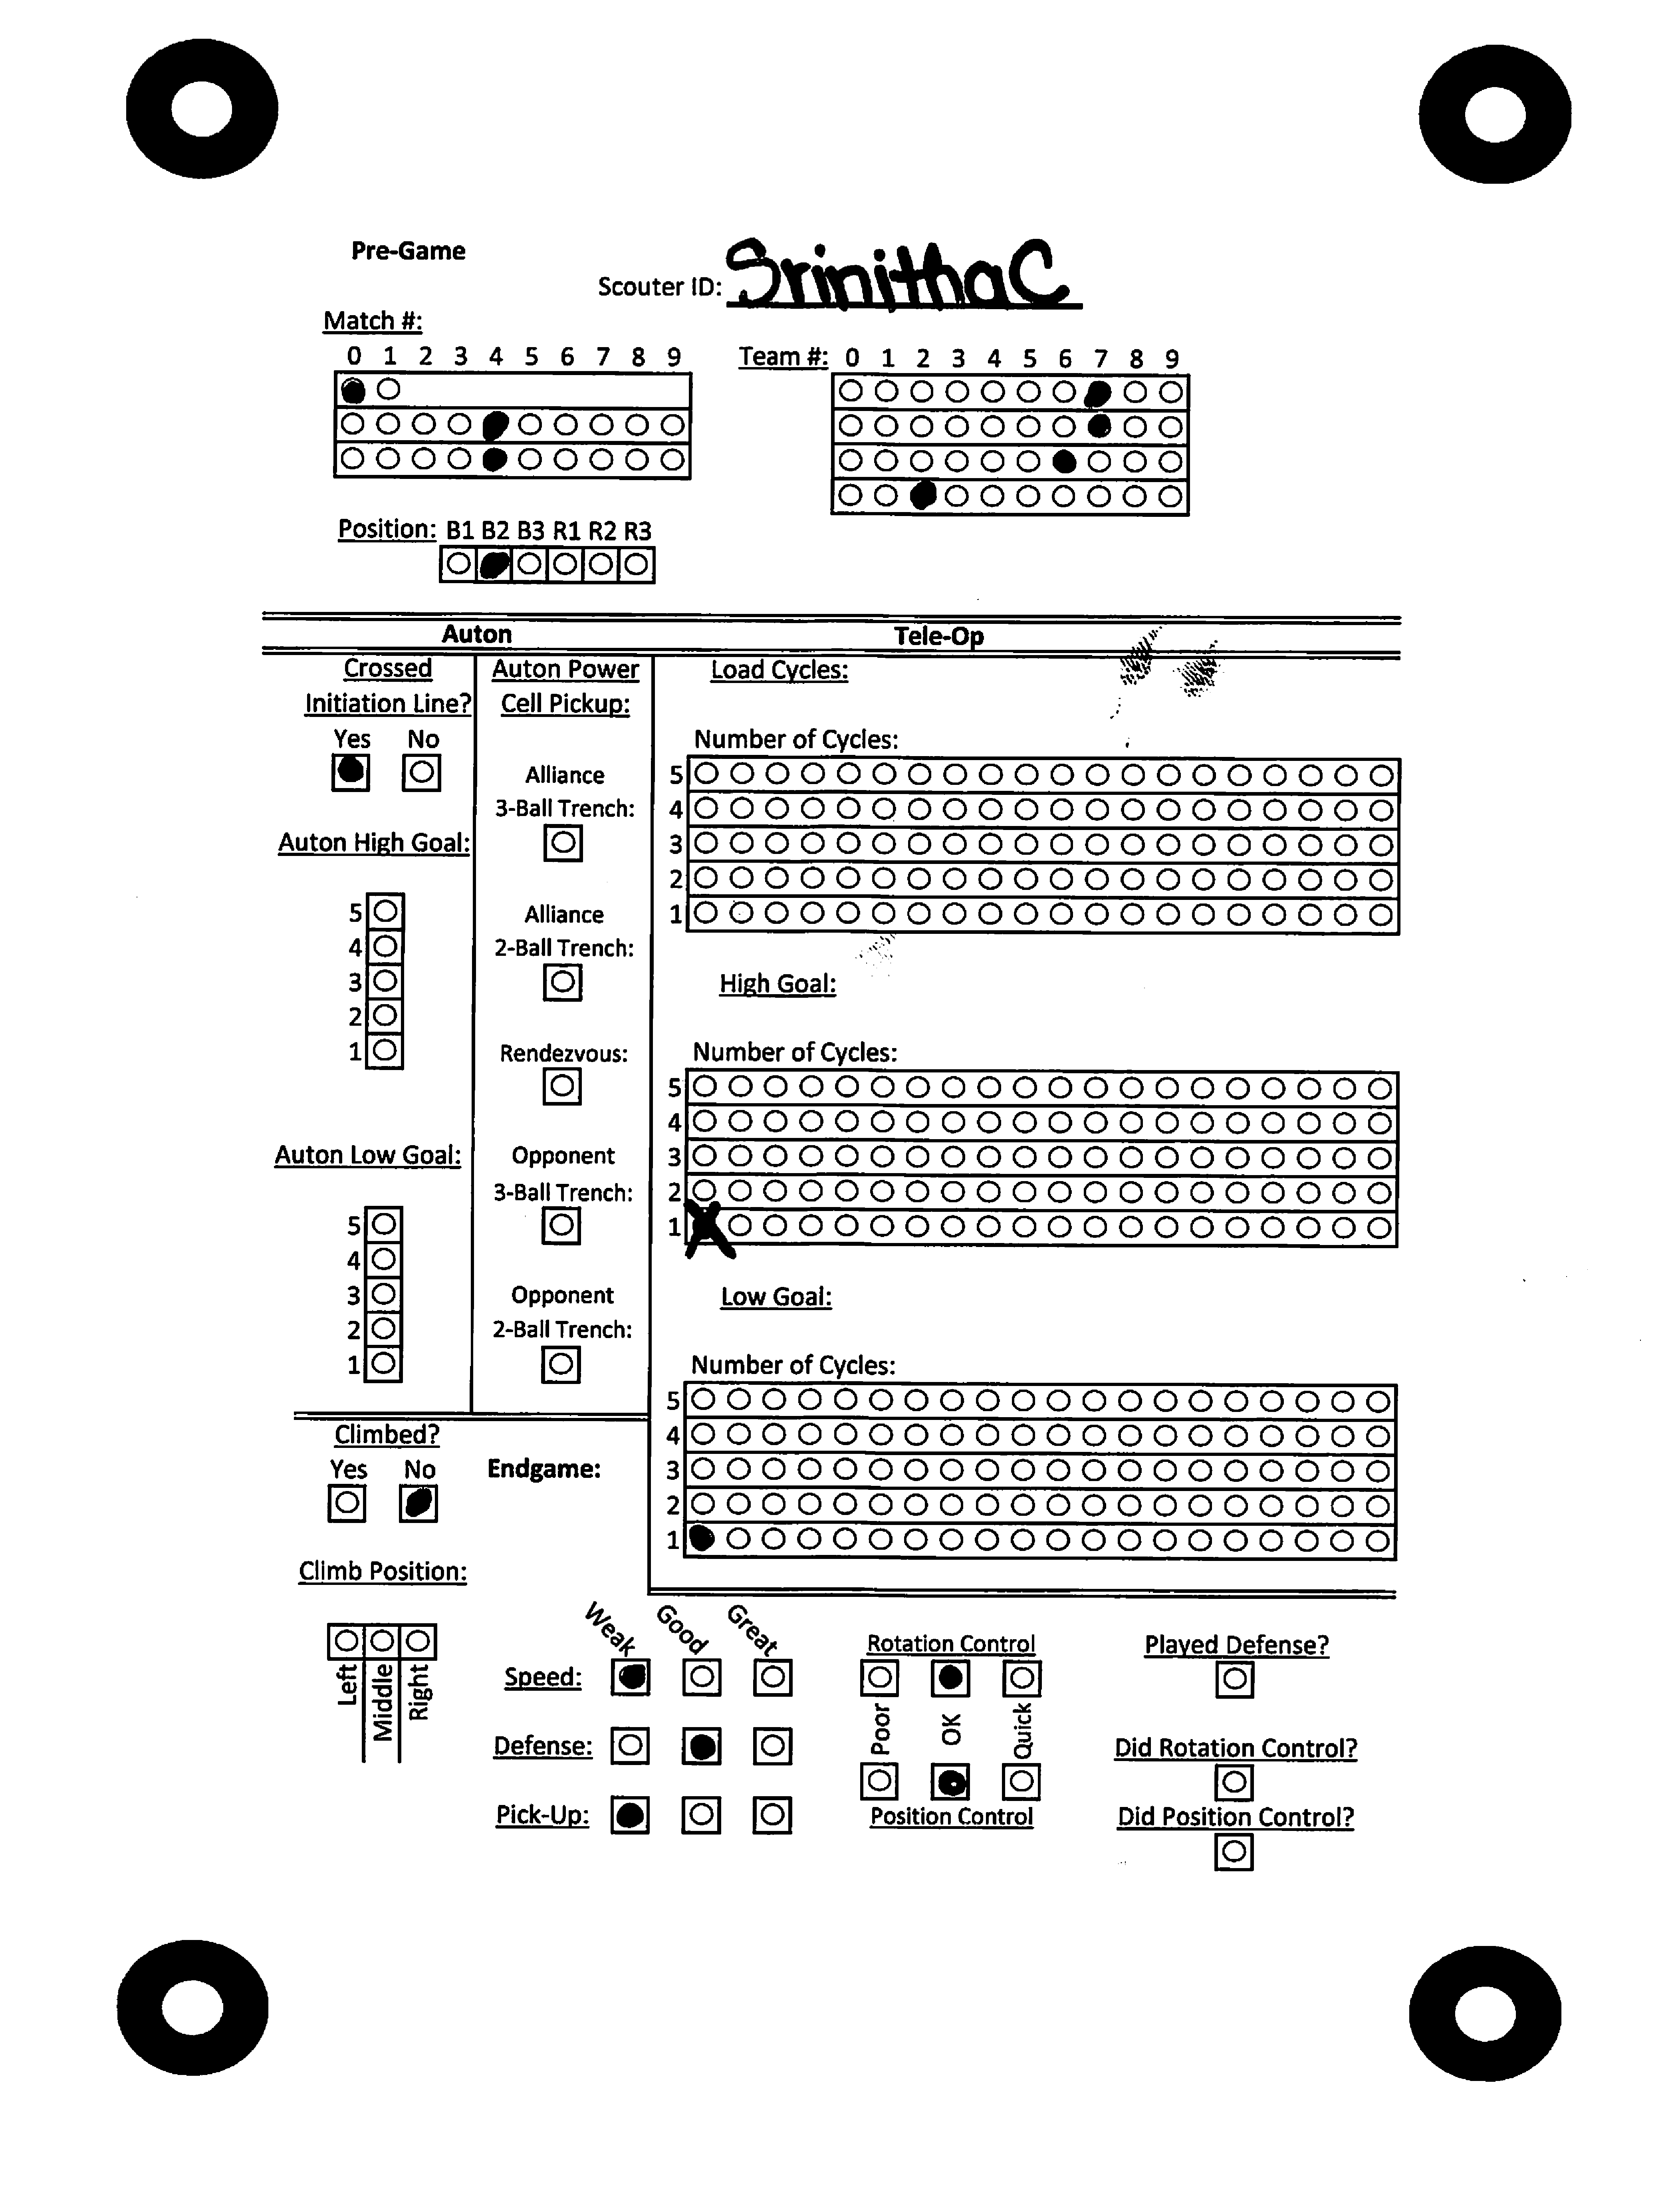 Pre-Game
Scouter ID: SrinithaC
Match #:
0 1 2 3 4 5 6 7 8 9
Team #: 0 1 2 3 4 5 6 7 8 9
Position: B1 B2 B3 R1 R2 R3
Auton
Tele-Op
Crossed
Initiation Line?
Yes No
Auton High Goal:
5
4
3
2
1
Auton Low Goal:
5
4
3
2
1
Auton Power
Cell Pickup:
Alliance
3-Ball Trench:
Alliance
2-Ball Trench:
Rendezvous:
Opponent
3-Ball Trench:
Opponent
2-Ball Trench:
Load Cycles:
Number of Cycles:
5
4
3
2
1
High Goal:
Number of Cycles:
5
4
3
2
1
Low Goal:
Number of Cycles:
5
4
3
2
1
Climbed?
Yes No
Endgame:
Climb Position:
Left
Middle
Right
Weak Good Great
Speed:
Defense:
Pick-Up:
Rotation Control
Poor OK Quick
Position Control
Played Defense?
Did Rotation Control?
Did Position Control?